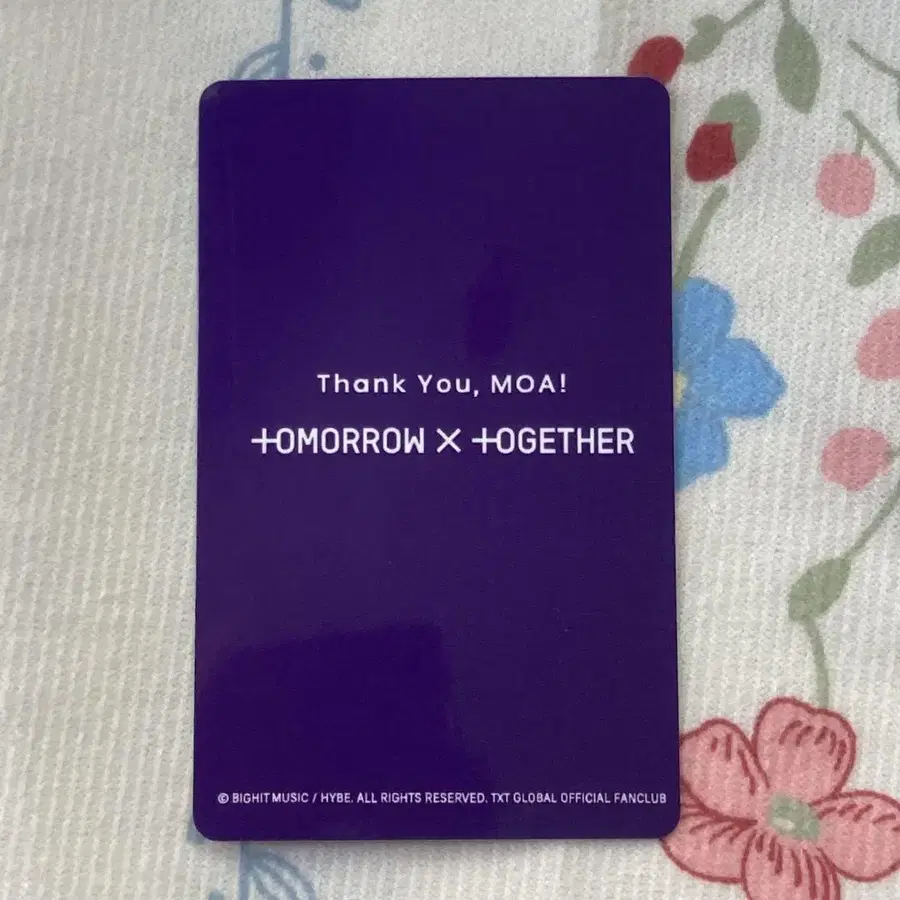 Thank You, MOA!
TOMORROW X TOGETHER
© BIGHIT MUSIC / HYBE. ALL RIGHTS RESERVED. TXT GLOBAL OFFICIAL FANCLUB